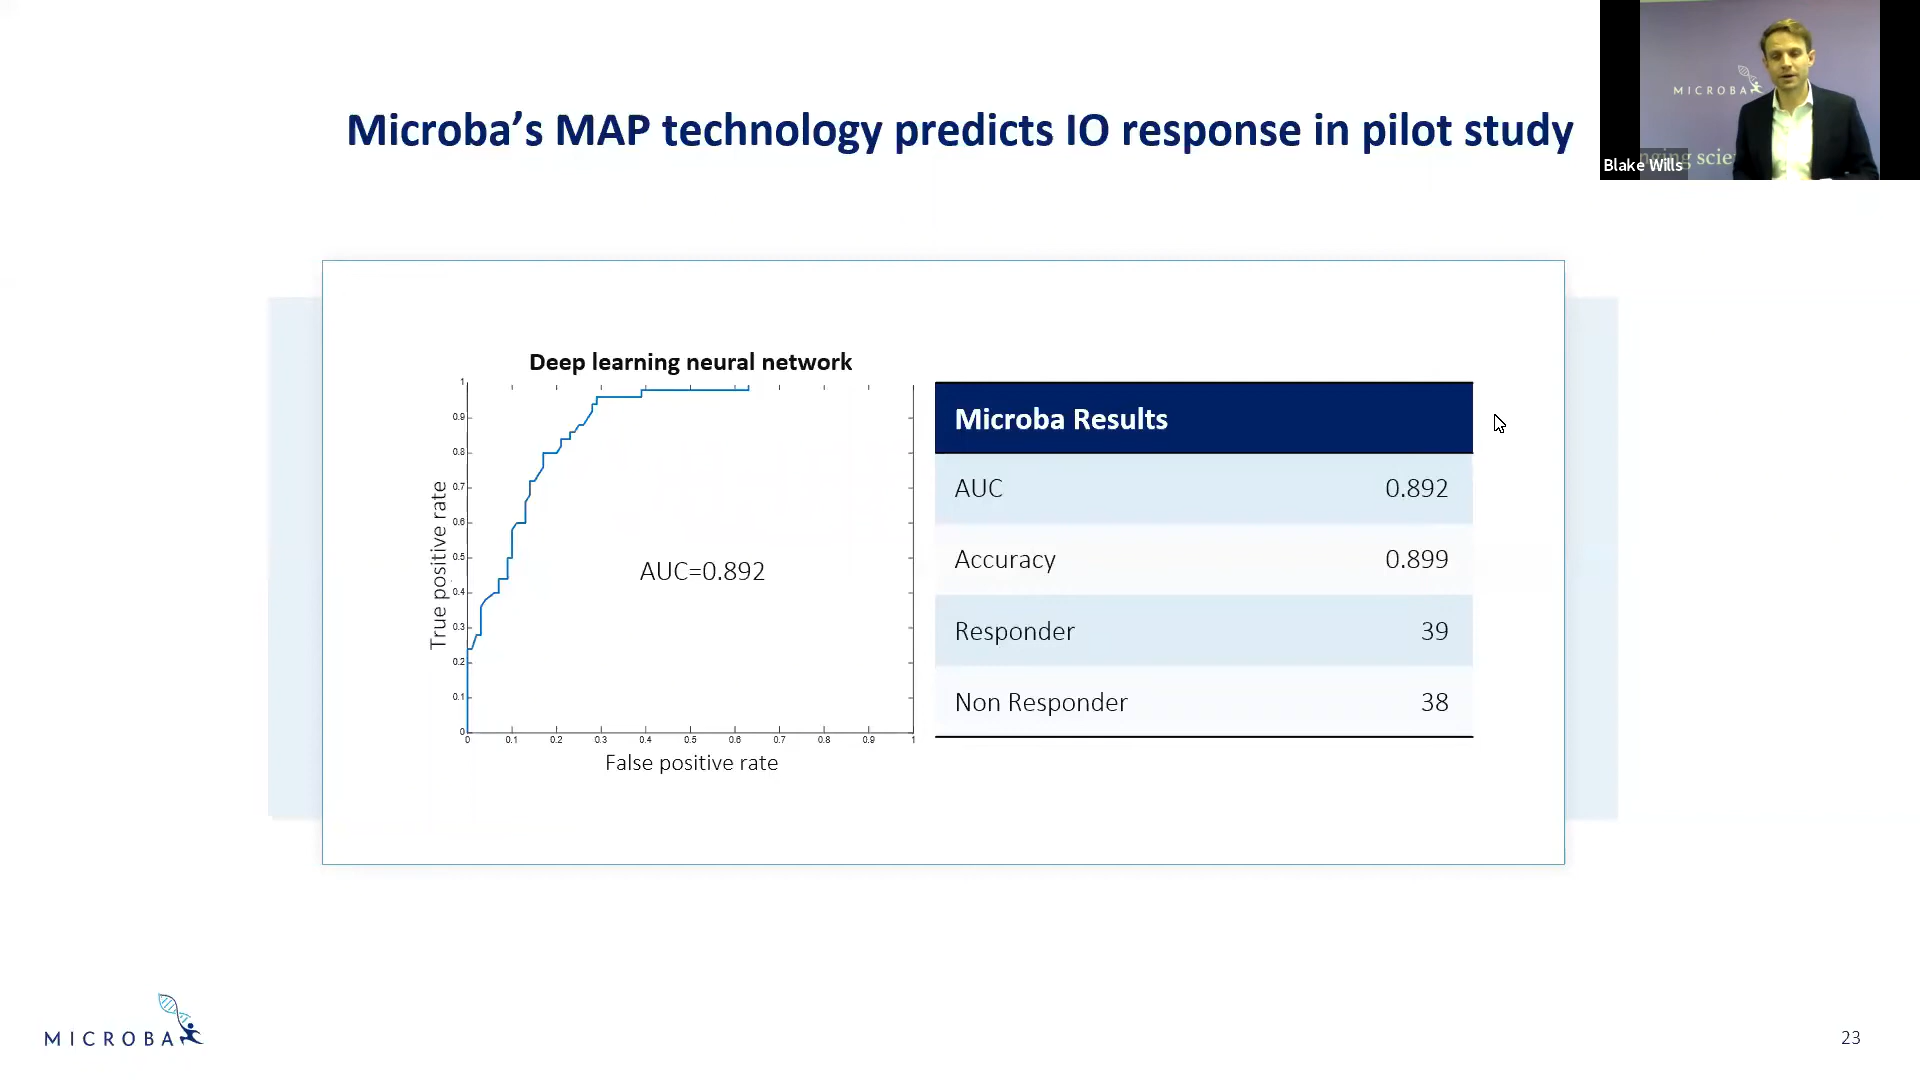 Microba’s MAP technology predicts IO response in pilot study
MICROBA
nging scie
Blake Wills
Deep learning neural network
True positive rate
1
0.9
0.8
0.7
0.6
0.5
0.4
0.3
0.2
0.1
0
AUC=0.892
0 0.1 0.2 0.3 0.4 0.5 0.6 0.7 0.8 0.9 1
False positive rate
Microba Results
AUC 0.892
Accuracy 0.899
Responder 39
Non Responder 38
MICROBA
23